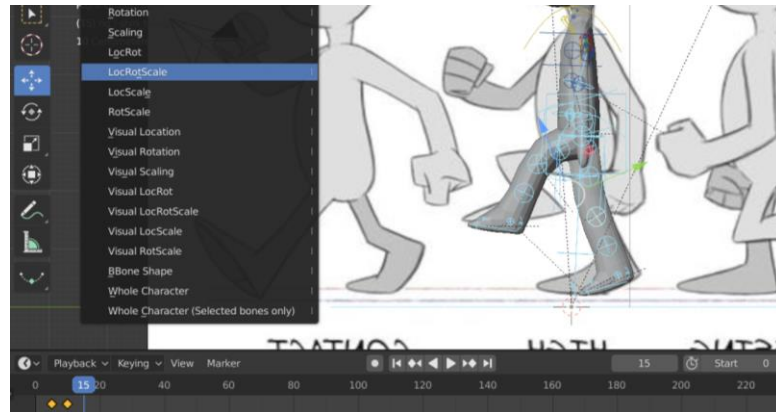 Rotation
Scaling
LocRot
LocRotScale
LocScale
RotScale
Visual Location
Visual Rotation
Visual Scaling
Visual LocRot
Visual LocRotScale
Visual LocScale
Visual RotScale
BBone Shape
Whole Character
Whole Character (Selected bones only)
CONTACT HIGH
Playback Keying View Marker 15 Start 0
0 15 20 40 60 80 100 120 140 160 180 200 220